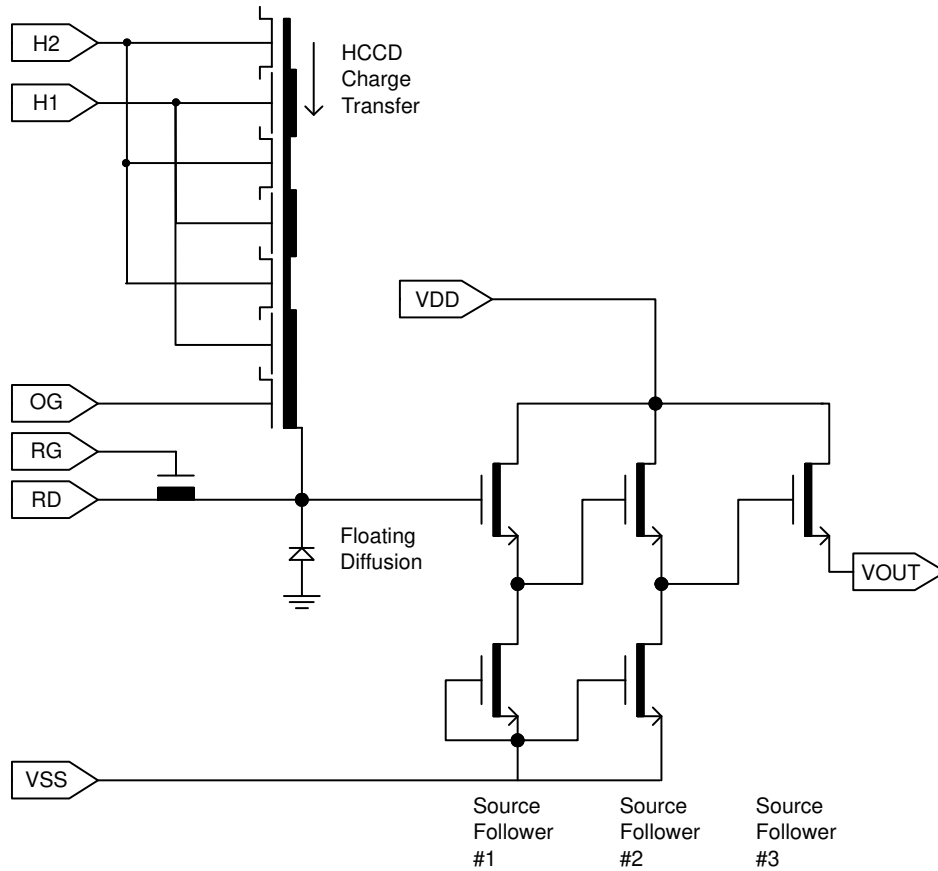 H2
HCCD
Charge
Transfer
H1
VDD
OG
RG
RD
Floating
Diffusion
VOUT
VSS
Source
Follower
#1
Source
Follower
#2
Source
Follower
#3